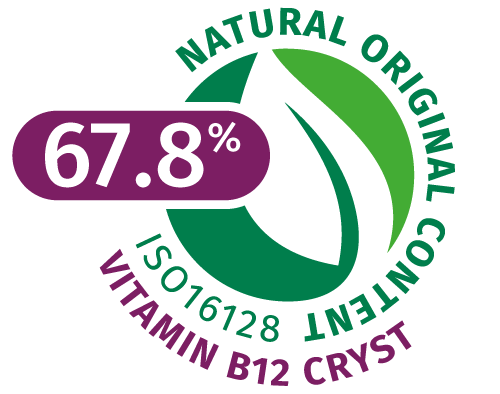 NATURAL ORIGINAL CONTENT
67.8%
ISO16128
VITAMIN B12 CRYST